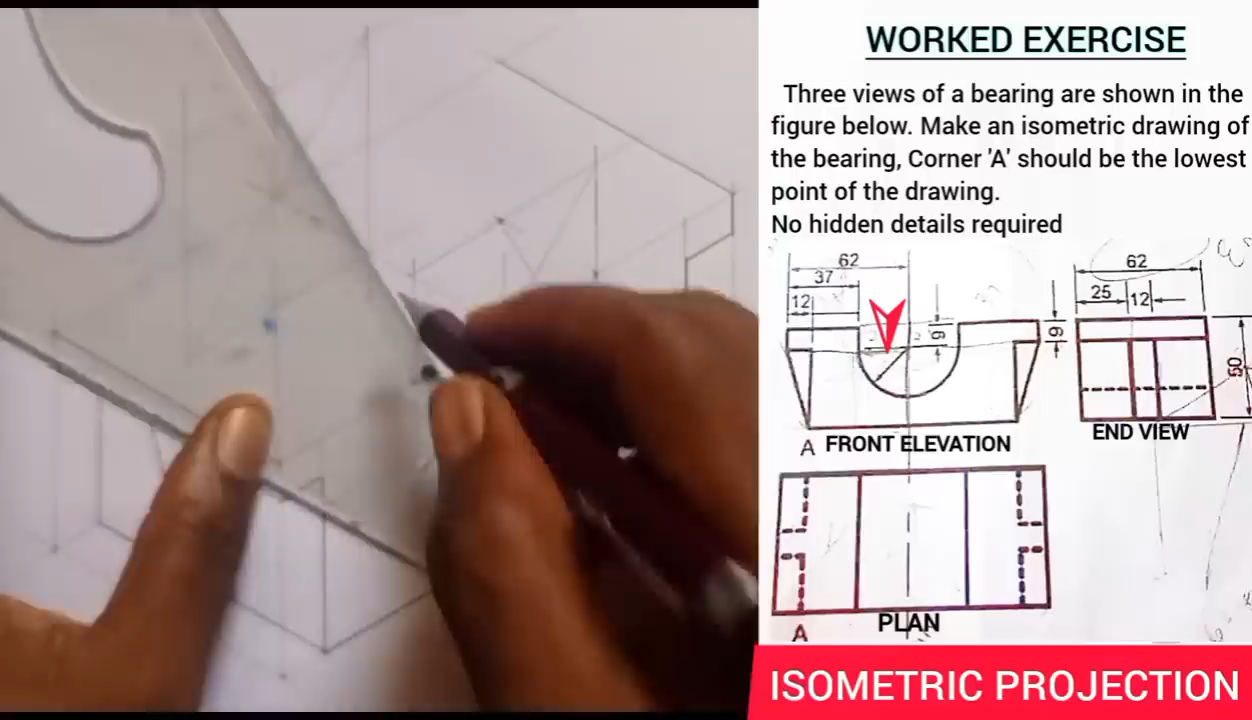 WORKED EXERCISE
Three views of a bearing are shown in the
figure below. Make an isometric drawing of
the bearing, Corner 'A' should be the lowest
point of the drawing.
No hidden details required
62
37
12
9
9
62
25 12
50
A FRONT ELEVATION
END VIEW
PLAN
A
ISOMETRIC PROJECTION